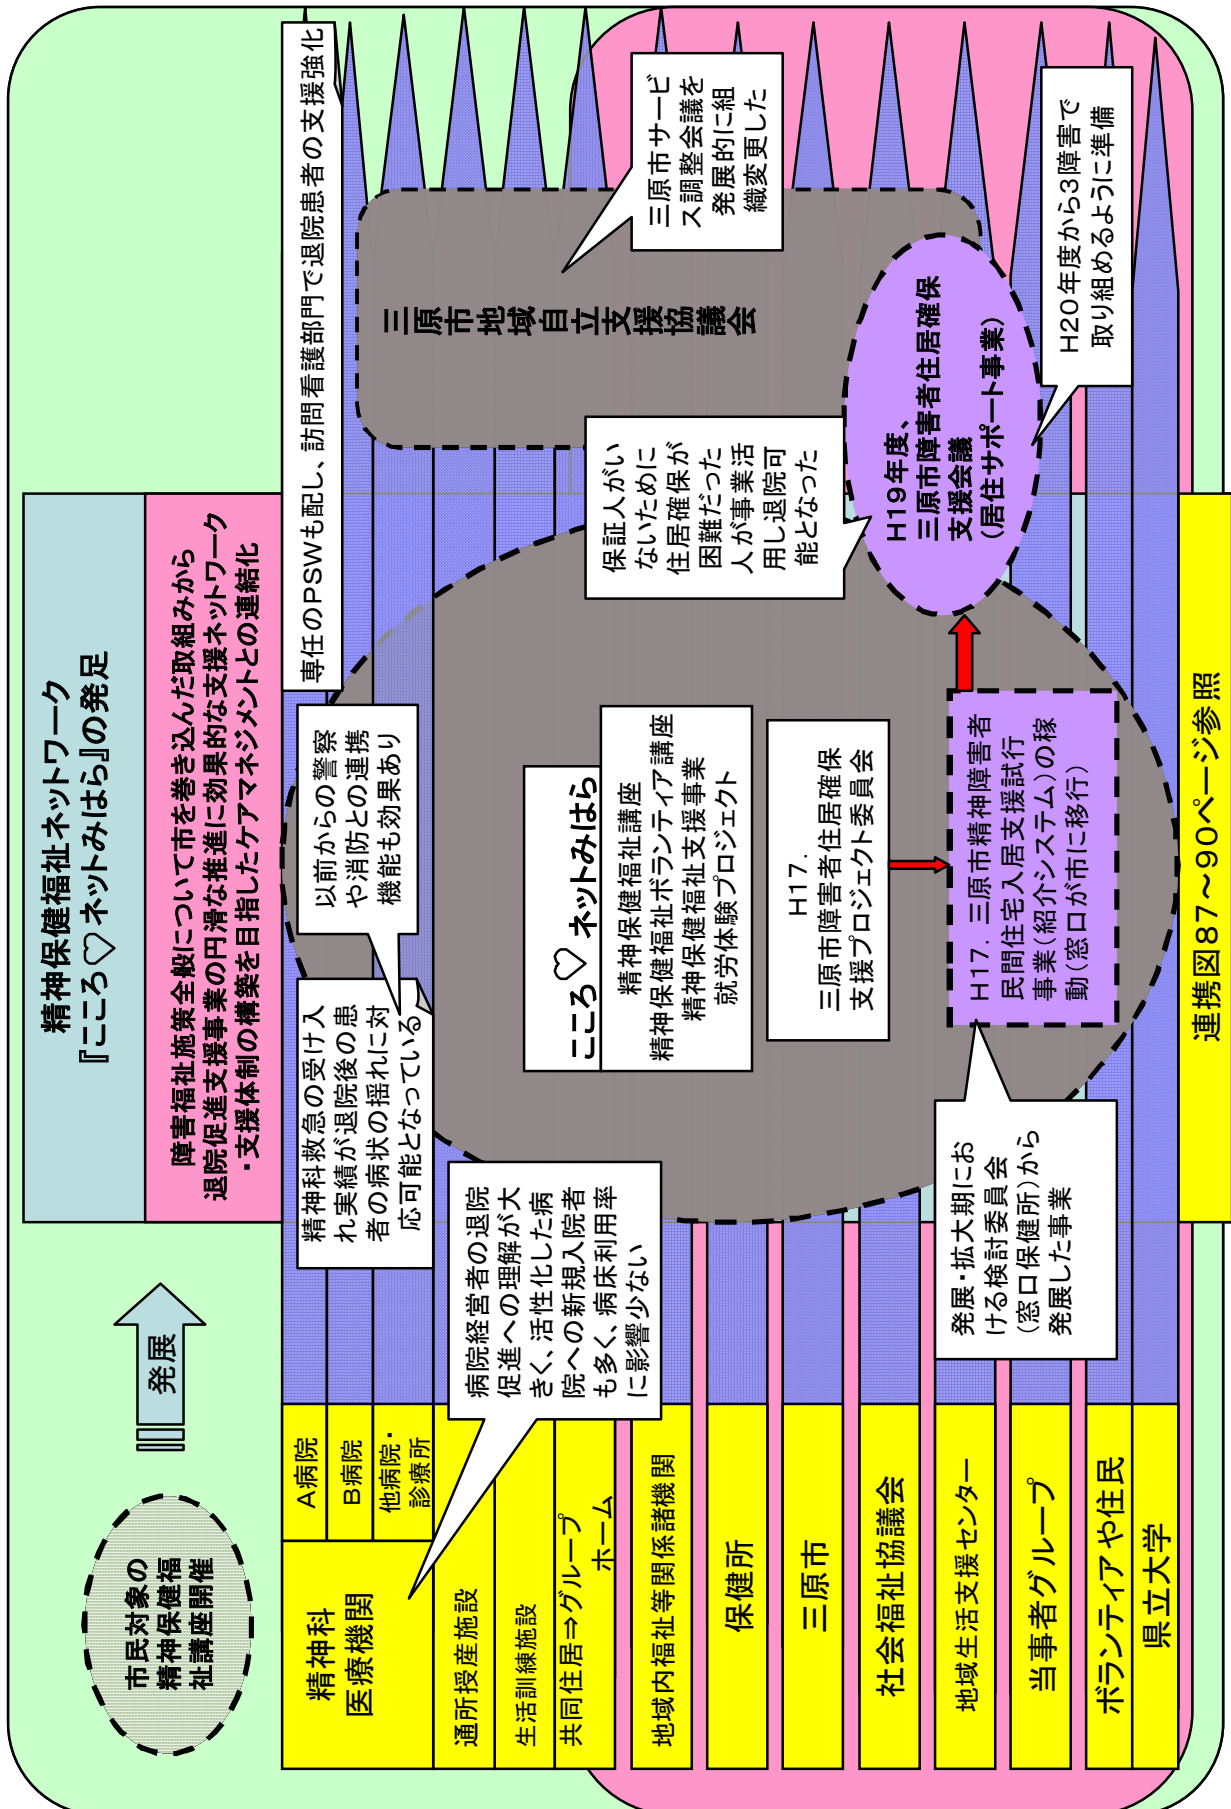 市民対象の
精神保健福
祉講座開催
発展
精神保健福祉ネットワーク
『こころ♡ネットみはら』の発足
障害福祉施策全般について市を巻き込んだ取組みから
退院促進支援事業の円滑な推進に効果的な支援ネットワーク
・支援体制の構築を目指したケアマネジメントとの連結化
専任のPSWも配し、訪問看護部門で退院患者の支援強化
精神科
医療機関
A病院
B病院
他病院・
診療所
通所授産施設
生活訓練施設
共同住居⇒グループ
ホーム
地域内福祉等関係諸機関
保健所
三原市
社会福祉協議会
地域生活支援センター
当事者グループ
ボランティアや住民
県立大学
精神科救急の受け入
れ実績が退院後の患
者の病状の揺れに対
応可能となっている
以前からの警察
や消防との連携
機能も効果あり
病院経営者の退院
促進への理解が大
きく、活性化した病
院への新規入院者
も多く、病床利用率
に影響少ない
こころ♡ネットみはら
精神保健福祉講座
精神保健福祉ボランティア講座
精神保健福祉支援事業
就労体験プロジェクト
H17.
三原市障害者住居確保
支援プロジェクト委員会
H17. 三原市精神障害者
民間住宅入居支援試行
事業(紹介システム)の稼
動(窓口が市に移行)
発展・拡大期にお
ける検討委員会
(窓口保健所)から
発展した事業
三原市地域自立支援協議会
三原市サービ
ス調整会議を
発展的に組
織変更した
保証人がい
ないために
住居確保が
困難だった
人が事業活
用し退院可
能となった
H19年度、
三原市障害者住居確保
支援会議
(居住サポート事業)
H20年度から3障害で
取り組めるように準備
連携図87～90ページ参照